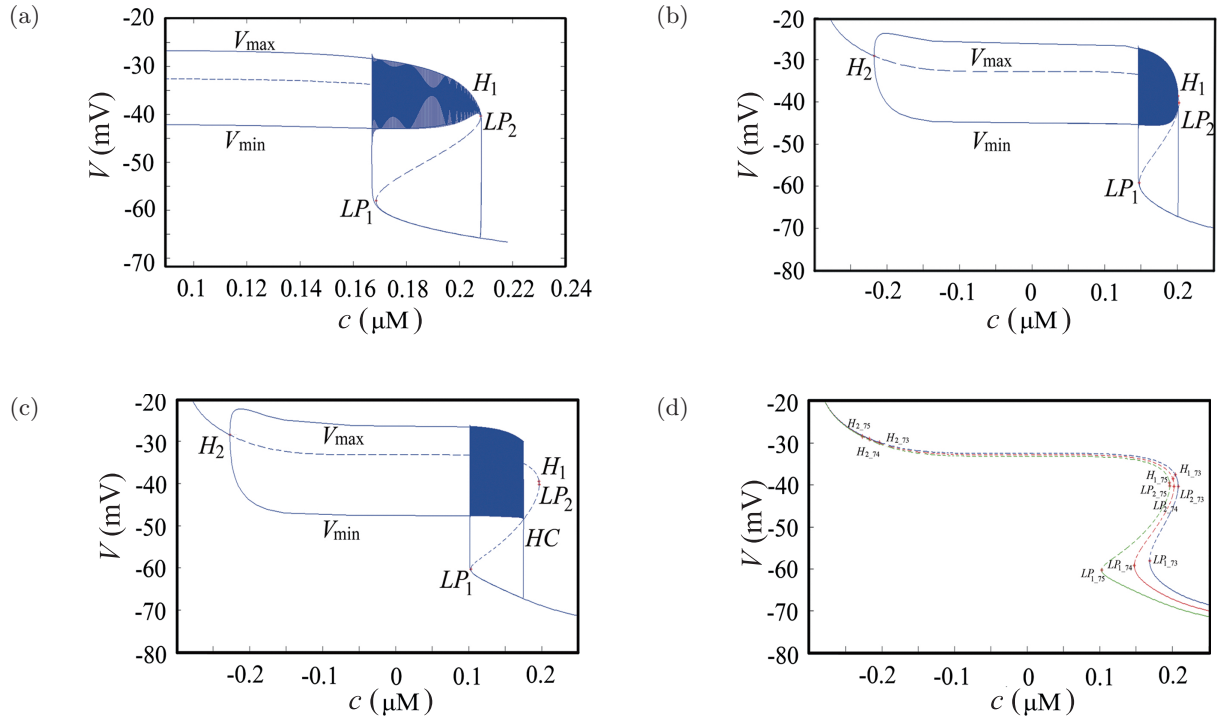 (a)
-20
-30
-40
-50
-60
-70
V (mV)
Vmax
Vmin
H1
LP2
LP1
0.1 0.12 0.14 0.16 0.18 0.2 0.22 0.24
c (μM)
(b)
-20
-30
-40
-50
-60
-70
-80
V (mV)
H2
Vmax
Vmin
H1
LP2
LP1
-0.2 -0.1 0 0.1 0.2
c (μM)
(c)
-20
-30
-40
-50
-60
-70
-80
V (mV)
H2
Vmax
Vmin
H1
LP2
HC
LP1
-0.2 -0.1 0 0.1 0.2
c (μM)
(d)
-20
-30
-40
-50
-60
-70
-80
V (mV)
H2_75
H2_73
H2_74
H1_73
H1_75
LP2_75
LP2_73
LP2_74
LP1_73
LP1_74
LP1_75
-0.2 -0.1 0 0.1 0.2
c (μM)